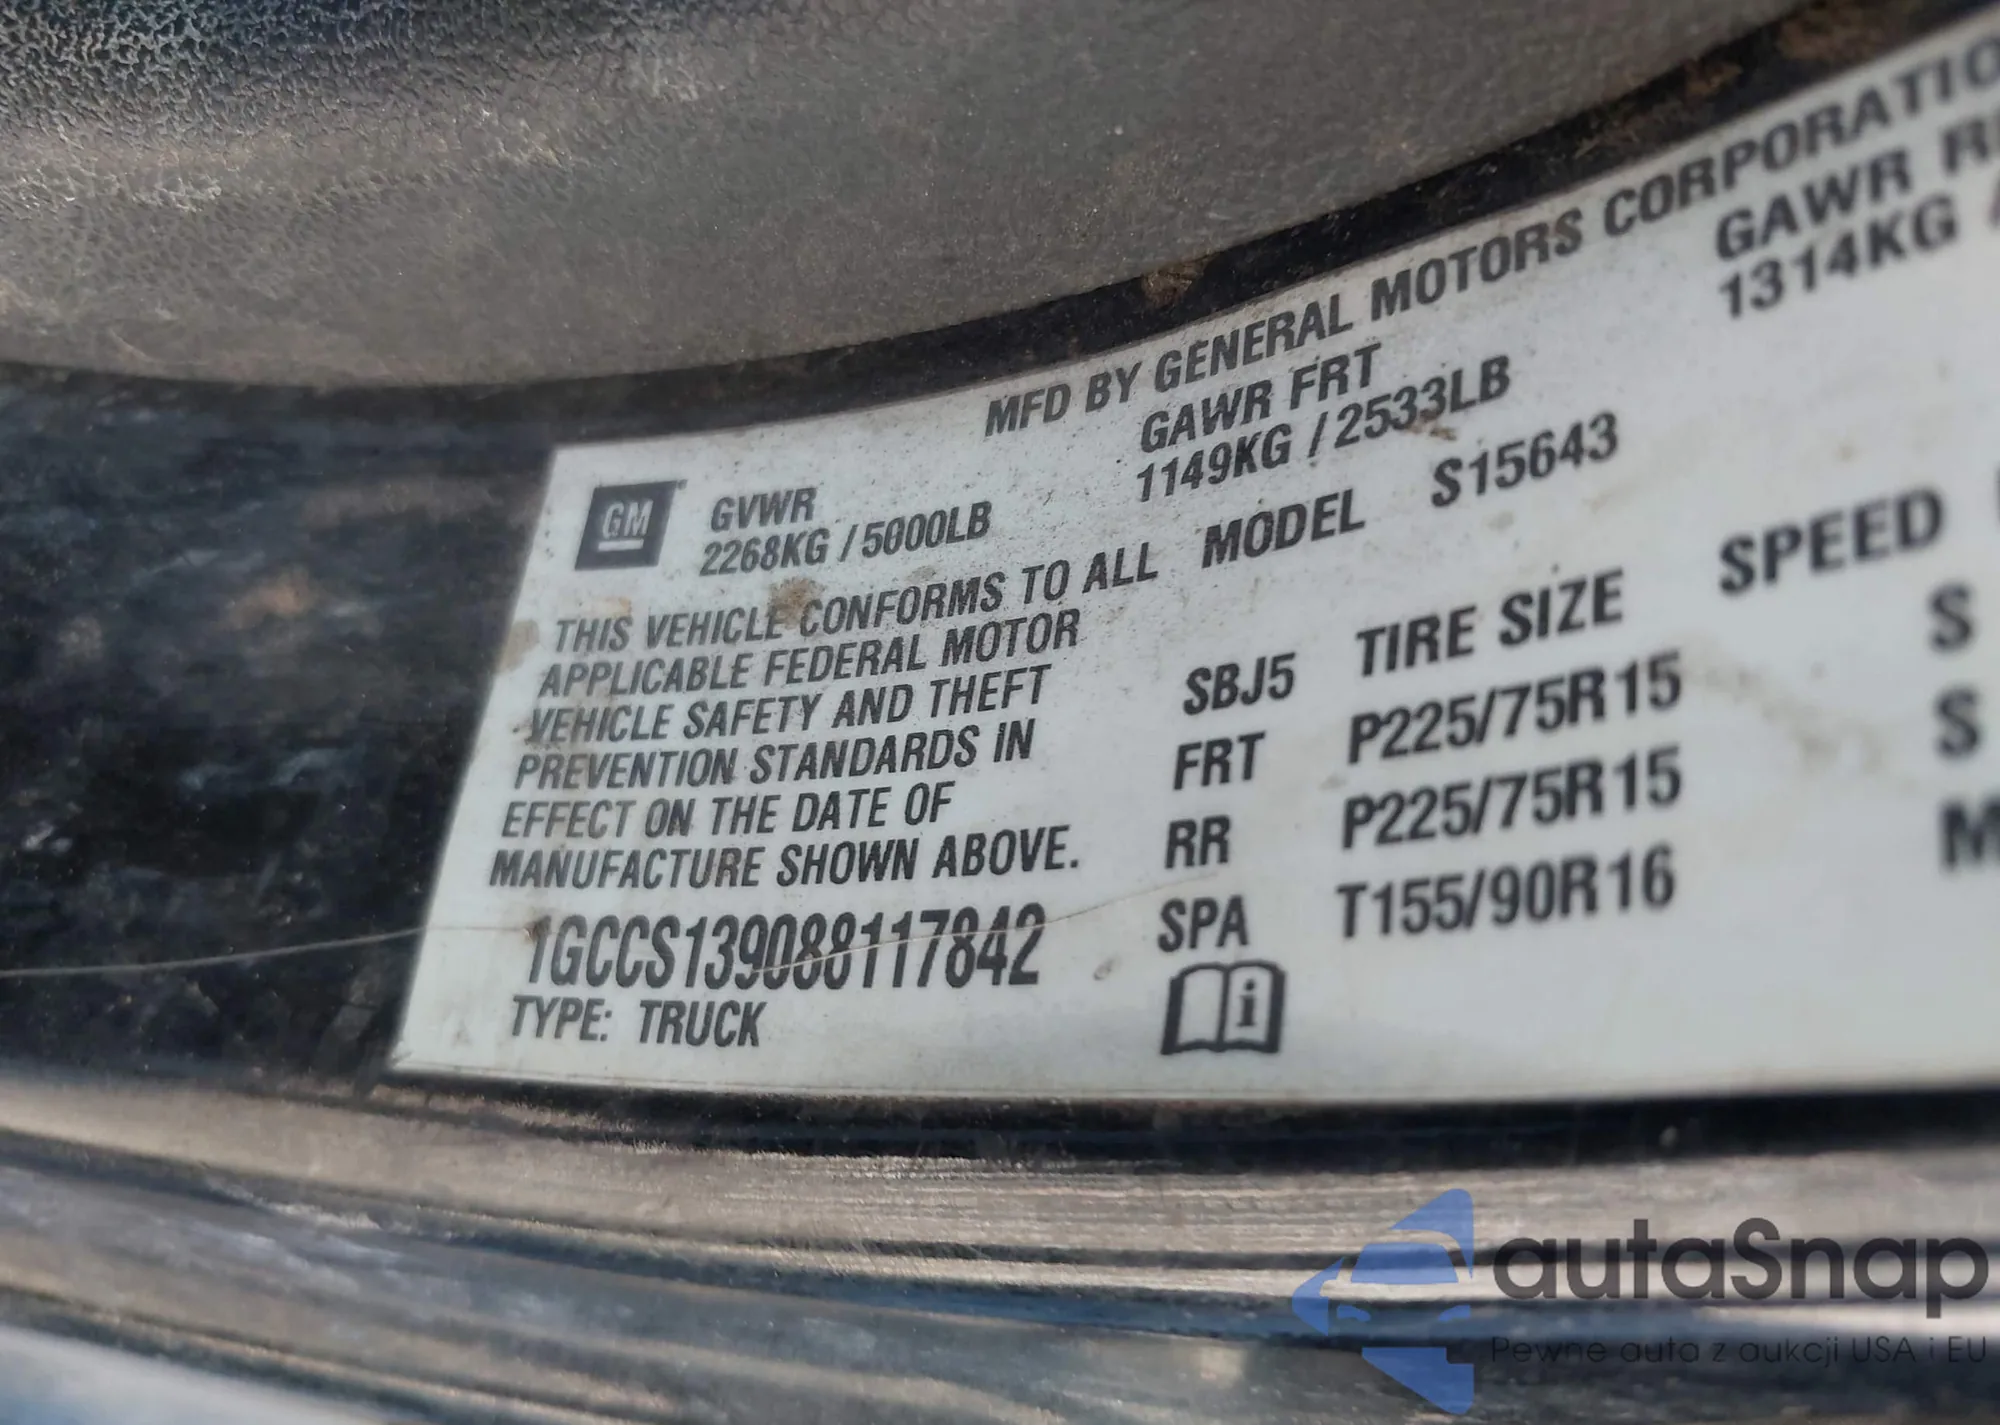 MFD BY GENERAL MOTORS CORPORATIO
GM GVWR GAWR FRT GAWR
2268KG / 5000LB 1149KG / 2533LB 1314KG
THIS VEHICLE CONFORMS TO ALL MODEL S15643
APPLICABLE FEDERAL MOTOR
VEHICLE SAFETY AND THEFT
PREVENTION STANDARDS IN
EFFECT ON THE DATE OF
MANUFACTURE SHOWN ABOVE.
1GCCS139088117842
TYPE: TRUCK
SBJ5 TIRE SIZE SPEED
FRT P225/75R15 S
RR P225/75R15 S
SPA T155/90R16 M
i
autaSnap
Pewne auta z aukcji USA i EU